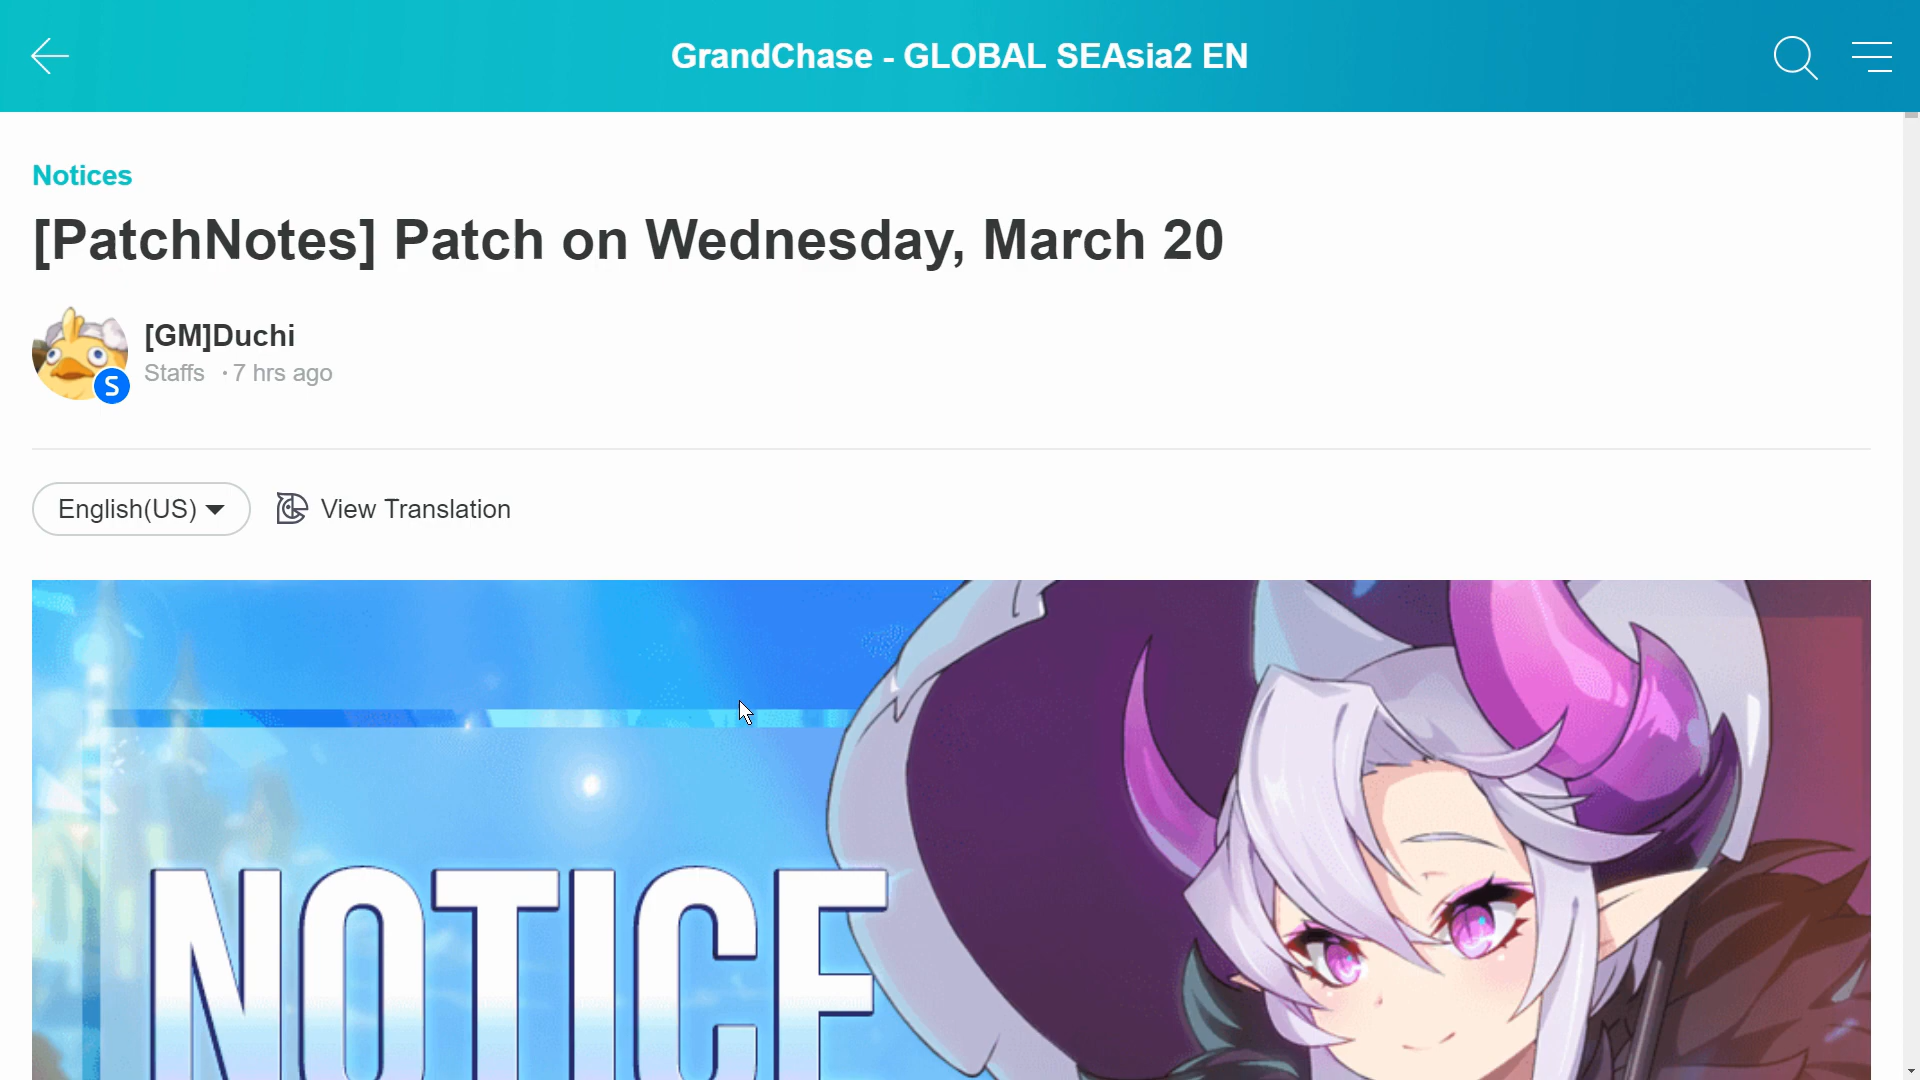 GrandChase - GLOBAL SEAsia2 EN
Notices
[PatchNotes] Patch on Wednesday, March 20
[GM]Duchi
S
Staffs · 7 hrs ago
English(US)
View Translation
NOTICE